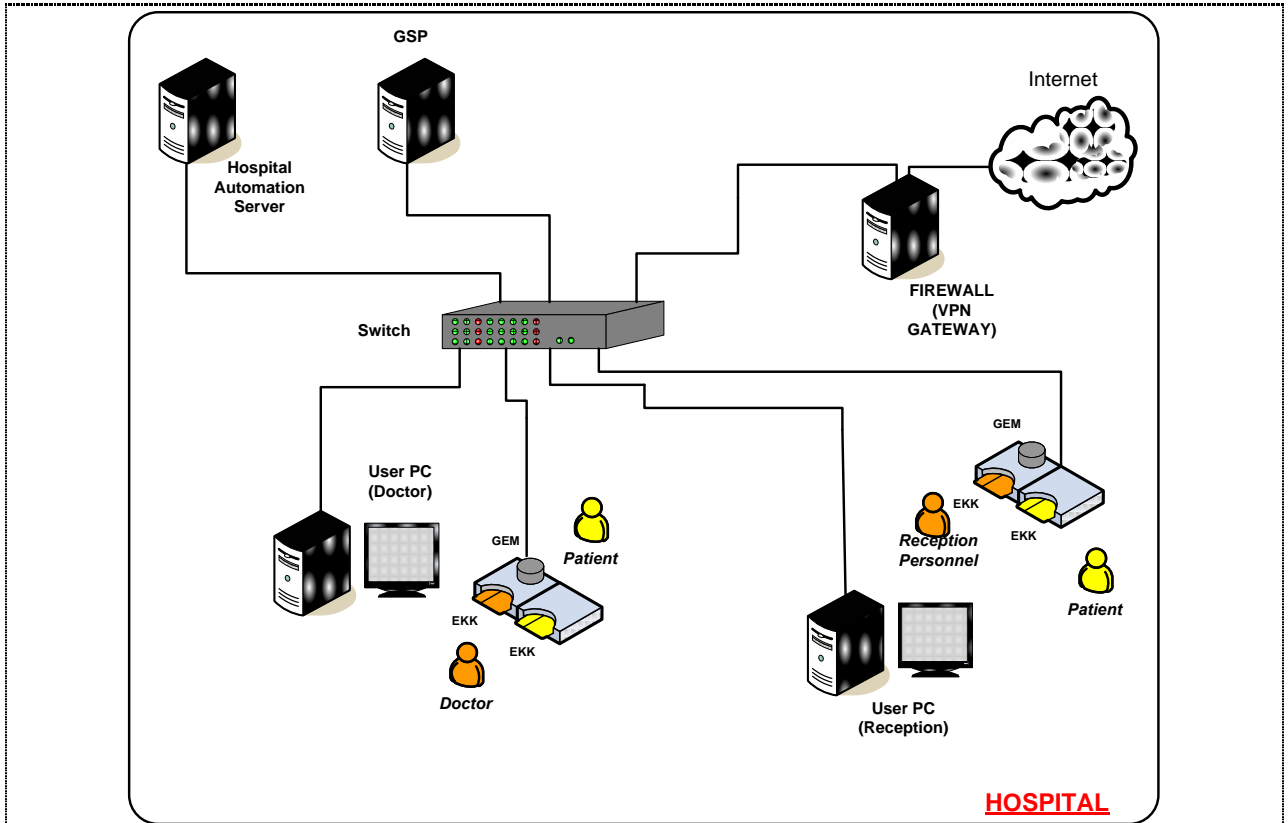 GSP
Internet
Hospital
Automation
Server
FIREWALL
(VPN
GATEWAY)
Switch
GEM
User PC
(Doctor)
EKK
Reception
Personnel
EKK
GEM
Patient
Patient
EKK
EKK
Doctor
User PC
(Reception)
HOSPITAL